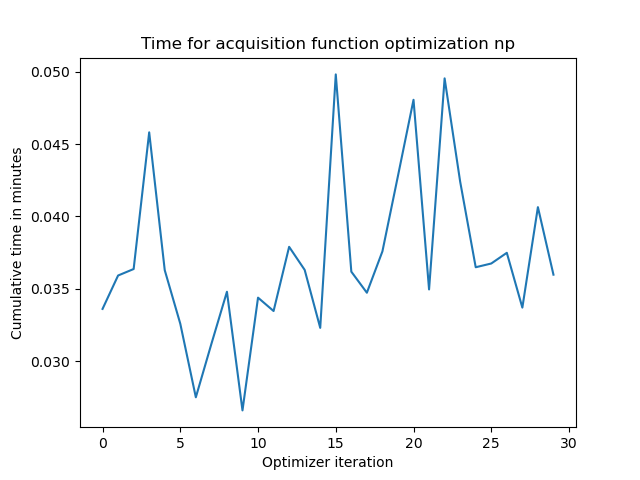 Time for acquisition function optimization np
Cumulative time in minutes
0.050
0.045
0.040
0.035
0.030
0 5 10 15 20 25 30
Optimizer iteration